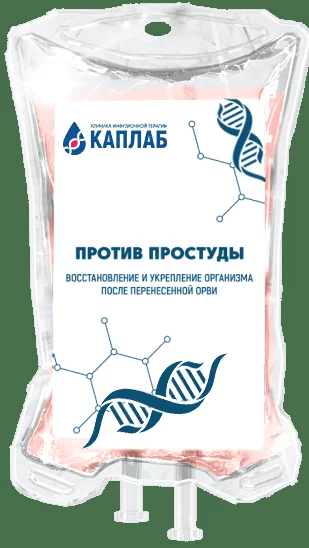 КЛИНИКА ИНФУЗИОННОЙ ТЕРАПИИ
КАПЛАБ
ПРОТИВ ПРОСТУДЫ
ВОССТАНОВЛЕНИЕ И УКРЕПЛЕНИЕ ОРГАНИЗМА
ПОСЛЕ ПЕРЕНЕСЕННОЙ ОРВИ